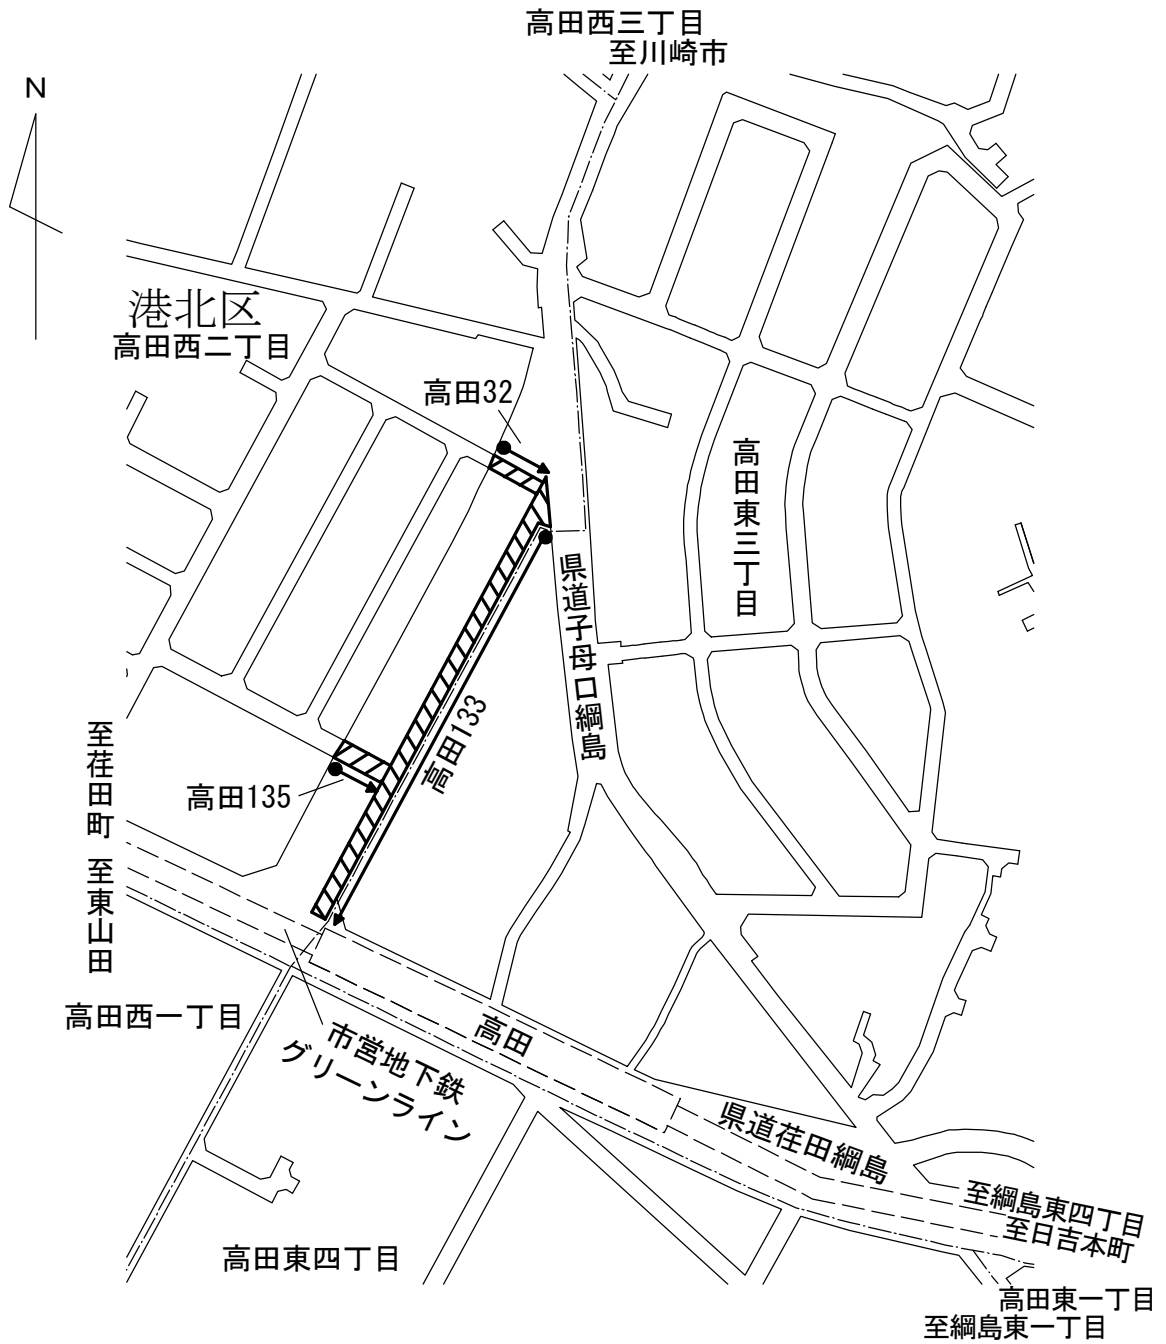 高田西三丁目
至川崎市
N
港北区
高田西二丁目
高田32
高田東三丁目
県道子母口綱島
高田133
高田135
至荏田町
至東山田
高田西一丁目
高田
市営地下鉄
グリーンライン
県道荏田綱島
至綱島東四丁目
至日吉本町
高田東四丁目
高田東一丁目
至綱島東一丁目